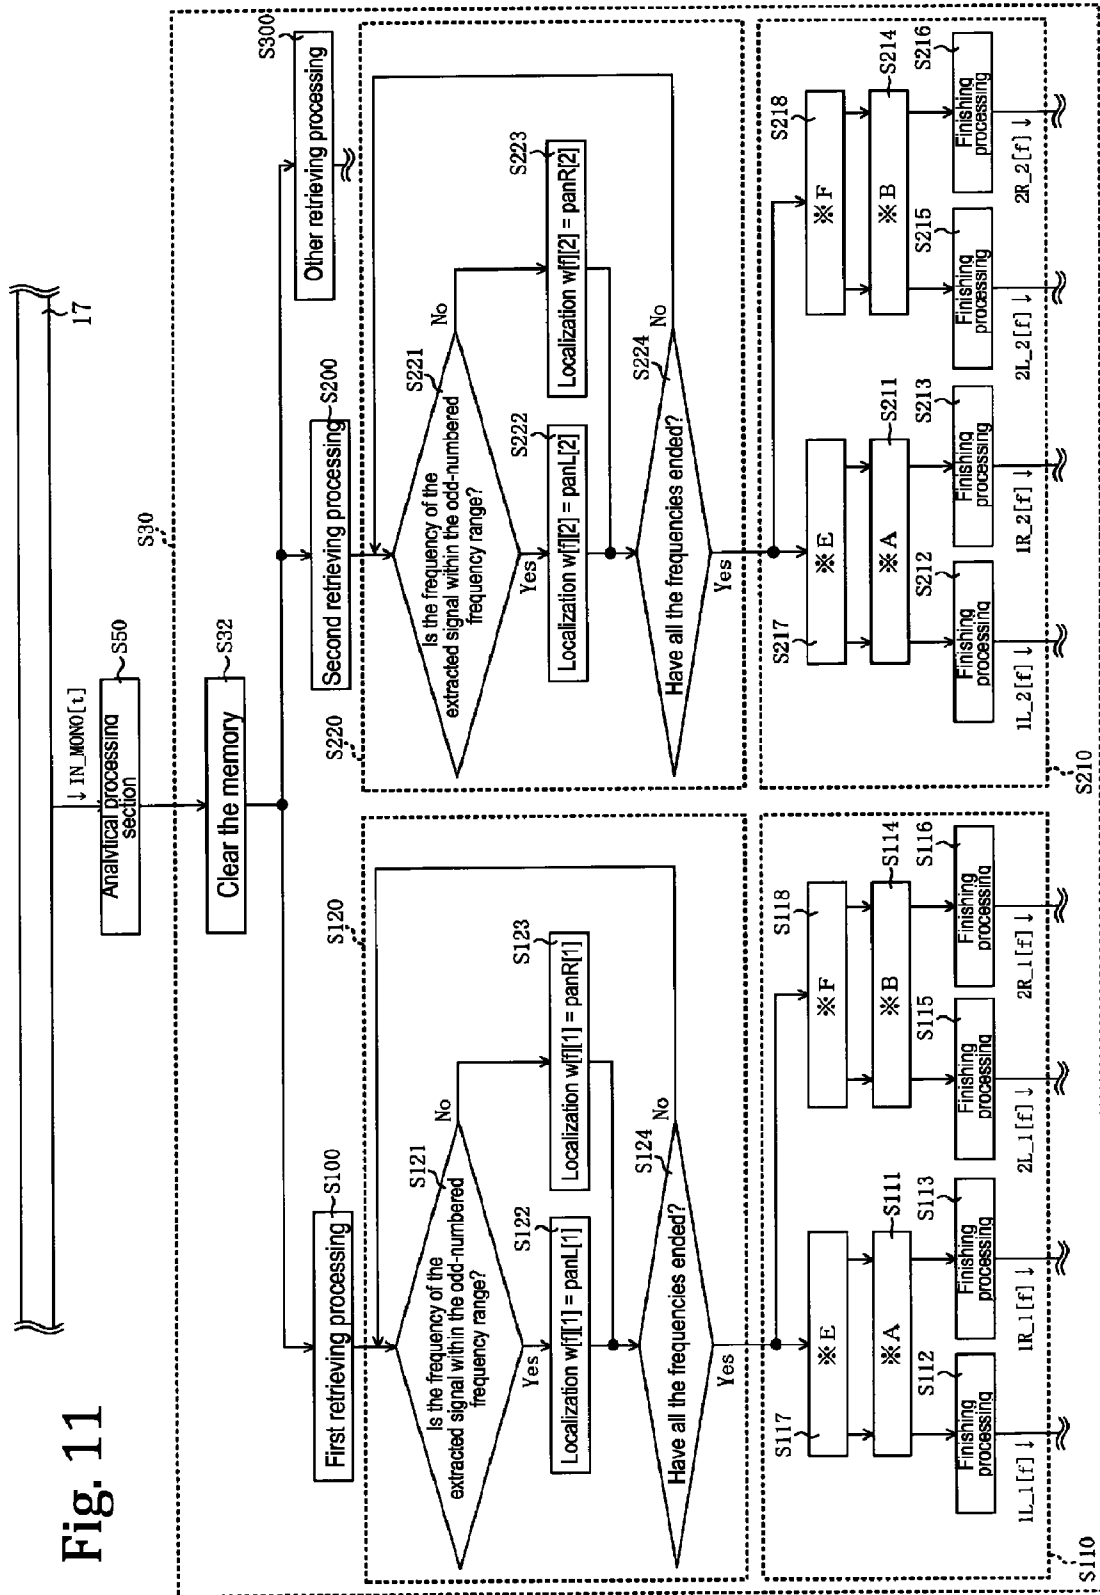 Fig. 11
17
↓IN_MONO[t]
S50
Analytical processing
section
S30
S32
Clear the memory
S100
First retrieving processing
S200
Second retrieving processing
S300
Other retrieving processing
S120
S121
Is the frequency of the
extracted signal within the odd-numbered
frequency range?
No
Yes
S122
Localization w[f][1] = panL[1]
S123
Localization w[f][1] = panR[1]
S124
Have all the frequencies ended?
No
Yes
S220
S221
Is the frequency of the
extracted signal within the odd-numbered
frequency range?
No
Yes
S222
Localization w[f][2] = panL[2]
S223
Localization w[f][2] = panR[2]
S224
Have all the frequencies ended?
No
Yes
S110
S117
※E
S118
※F
S111
※A
S114
※B
S112
Finishing
processing
S113
Finishing
processing
S115
Finishing
processing
S116
Finishing
processing
1L_1[f]↓
1R_1[f]↓
2L_1[f]↓
2R_1[f]↓
S210
S217
※E
S218
※F
S211
※A
S214
※B
S212
Finishing
processing
S213
Finishing
processing
S215
Finishing
processing
S216
Finishing
processing
1L_2[f]↓
1R_2[f]↓
2L_2[f]↓
2R_2[f]↓